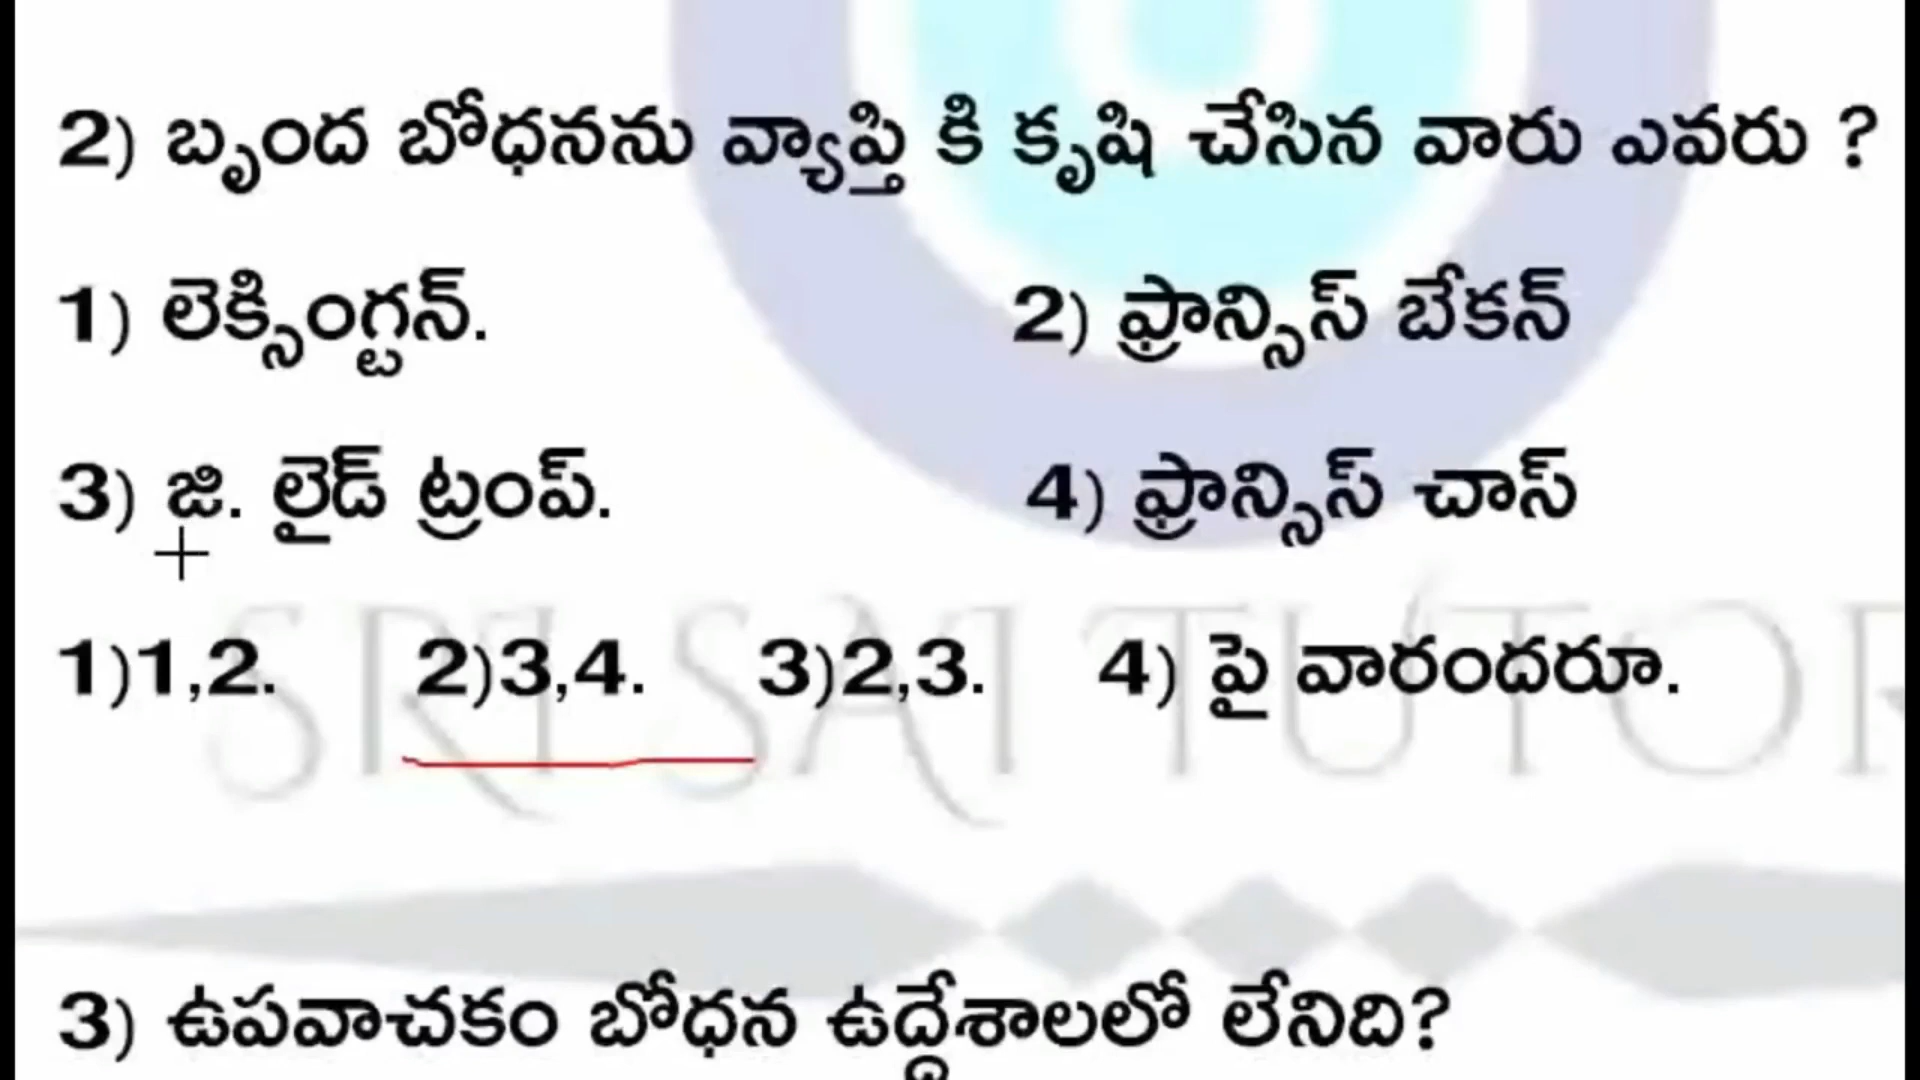 2) బృంద బోధనను వ్యాప్తి కి కృషి చేసిన వారు ఎవరు ?
1) లెక్సింగ్టన్. 2) ఫ్రాన్సిస్ బేకన్
3) జి. లైడ్ ట్రంప్. 4) ఫ్రాన్సిస్ చాస్
1)1,2. 2)3,4. 3)2,3. 4) పై వారందరూ.
SRI SAI TUTOR
3) ఉపవాచకం బోధన ఉద్దేశాలలో లేనిది?